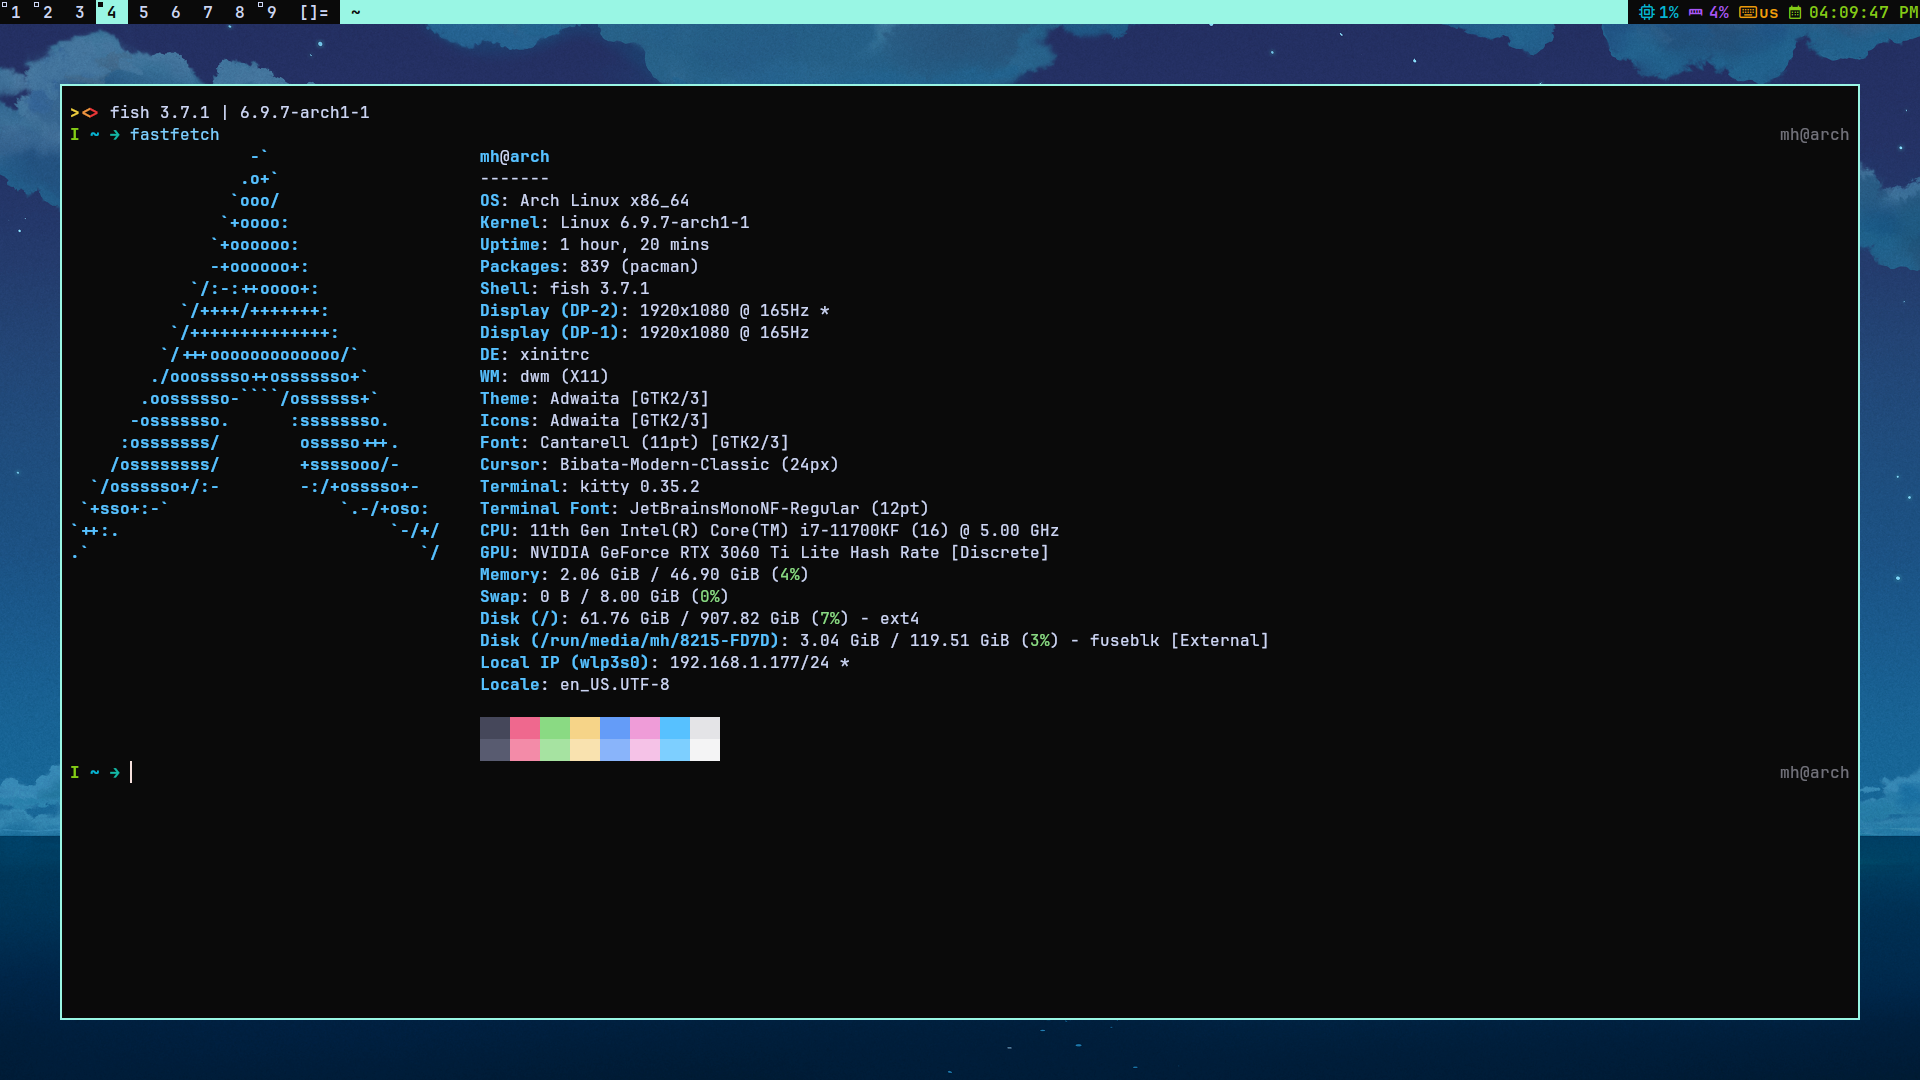 1 2 3 4 5 6 7 8 9 []= ~ 1% 4% US 04:09:47 PM
><> fish 3.7.1 | 6.9.7-arch1-1
I ~ → fastfetch mh@arch
-` mh@arch
.o+` -------
`ooo/ OS: Arch Linux x86_64
`+oooo: Kernel: Linux 6.9.7-arch1-1
`+oooooo: Uptime: 1 hour, 20 mins
-+oooooo+: Packages: 839 (pacman)
`/:-:++oooo+: Shell: fish 3.7.1
`/++++/+++++++: Display (DP-2): 1920x1080 @ 165Hz *
`/++++++++++++++: Display (DP-1): 1920x1080 @ 165Hz
`/+++ooooooooooooo/` DE: xinitrc
./ooosssso++osssssso+` WM: dwm (X11)
.oossssso-````/ossssss+` Theme: Adwaita [GTK2/3]
-osssssso. :ssssssso. Icons: Adwaita [GTK2/3]
:osssssss/ osssso+++. Font: Cantarell (11pt) [GTK2/3]
/ossssssss/ +ssssooo/- Cursor: Bibata-Modern-Classic (24px)
`/ossssso+/:- -:/+osssso+- Terminal: kitty 0.35.2
`+sso+:-` `.-/+oso: Terminal Font: JetBrainsMonoNF-Regular (12pt)
`++:. `-/+/ CPU: 11th Gen Intel(R) Core(TM) i7-11700KF (16) @ 5.00 GHz
.` `/ GPU: NVIDIA GeForce RTX 3060 Ti Lite Hash Rate [Discrete]
Memory: 2.06 GiB / 46.90 GiB (4%)
Swap: 0 B / 8.00 GiB (0%)
Disk (/): 61.76 GiB / 907.82 GiB (7%) - ext4
Disk (/run/media/mh/8215-FD7D): 3.04 GiB / 119.51 GiB (3%) - fuseblk [External]
Local IP (wlp3s0): 192.168.1.177/24 *
Locale: en_US.UTF-8
I ~ → mh@arch